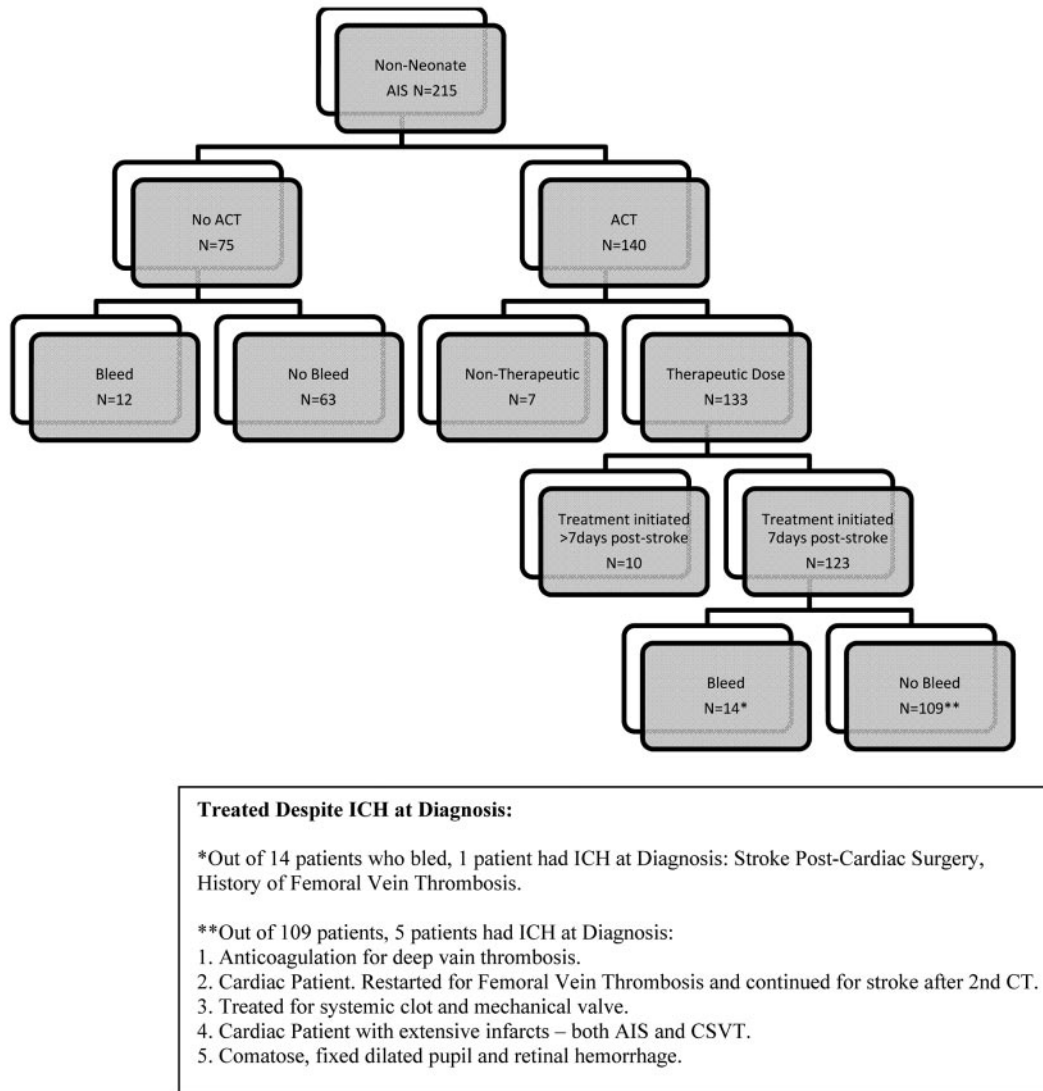 Non-Neonate
AIS N=215
No ACT
N=75
ACT
N=140
Bleed
N=12
No Bleed
N=63
Non-Therapeutic
N=7
Therapeutic Dose
N=133
Treatment initiated
>7days post-stroke
N=10
Treatment initiated
7days post-stroke
N=123
Bleed
N=14*
No Bleed
N=109**
Treated Despite ICH at Diagnosis:
*Out of 14 patients who bled, 1 patient had ICH at Diagnosis: Stroke Post-Cardiac Surgery,
History of Femoral Vein Thrombosis.
**Out of 109 patients, 5 patients had ICH at Diagnosis:
1. Anticoagulation for deep vain thrombosis.
2. Cardiac Patient. Restarted for Femoral Vein Thrombosis and continued for stroke after 2nd CT.
3. Treated for systemic clot and mechanical valve.
4. Cardiac Patient with extensive infarcts – both AIS and CSVT.
5. Comatose, fixed dilated pupil and retinal hemorrhage.